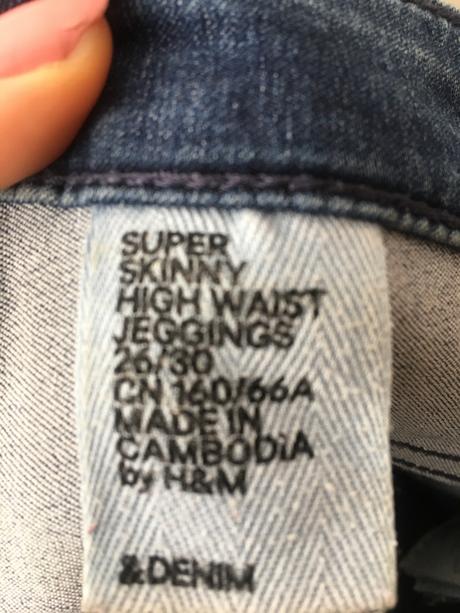 SUPER
SKINNY
HIGH WAIST
JEGGINGS
26/30
CN 160/66A
MADE IN
CAMBODiA
by H&M
&DENIM